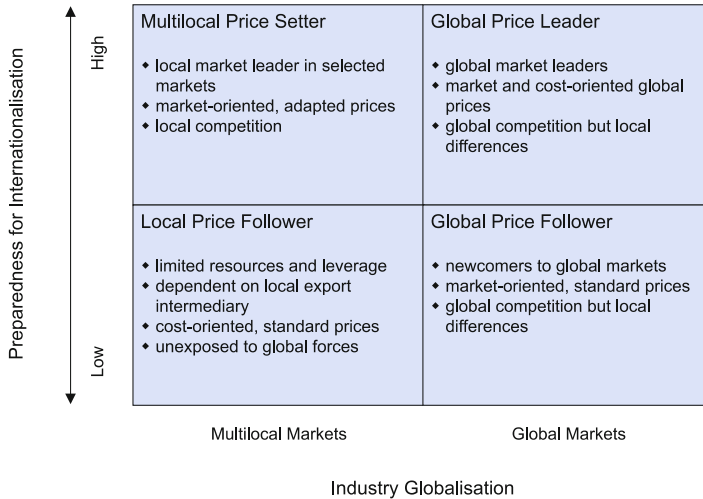 Preparedness for Internationalisation
High
Low
Multilocal Price Setter
◆ local market leader in selected
markets
◆ market-oriented, adapted prices
◆ local competition
Global Price Leader
◆ global market leaders
◆ market and cost-oriented global
prices
◆ global competition but local
differences
Local Price Follower
◆ limited resources and leverage
◆ dependent on local export
intermediary
◆ cost-oriented, standard prices
◆ unexposed to global forces
Global Price Follower
◆ newcomers to global markets
◆ market-oriented, standard prices
◆ global competition but local
differences
Multilocal Markets
Global Markets
Industry Globalisation